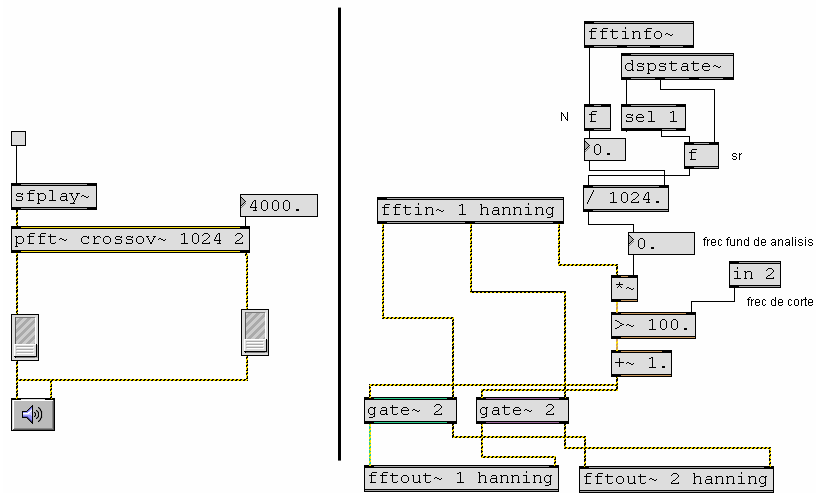 sfplay~
4000.
pfft~ crossov~ 1024 2
fftinfo~
dspstate~
N
f
sel 1
0.
f
sr
/ 1024.
fftin~ 1 hanning
0.
frec fund de analisis
*~
in 2
frec de corte
>~ 100.
+~ 1.
gate~ 2
gate~ 2
fftout~ 1 hanning
fftout~ 2 hanning